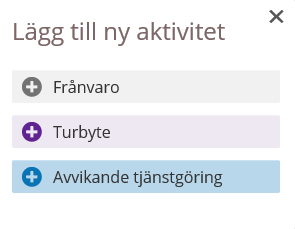 Lägg till ny aktivitet
Frånvaro
Turbyte
Avvikande tjänstgöring